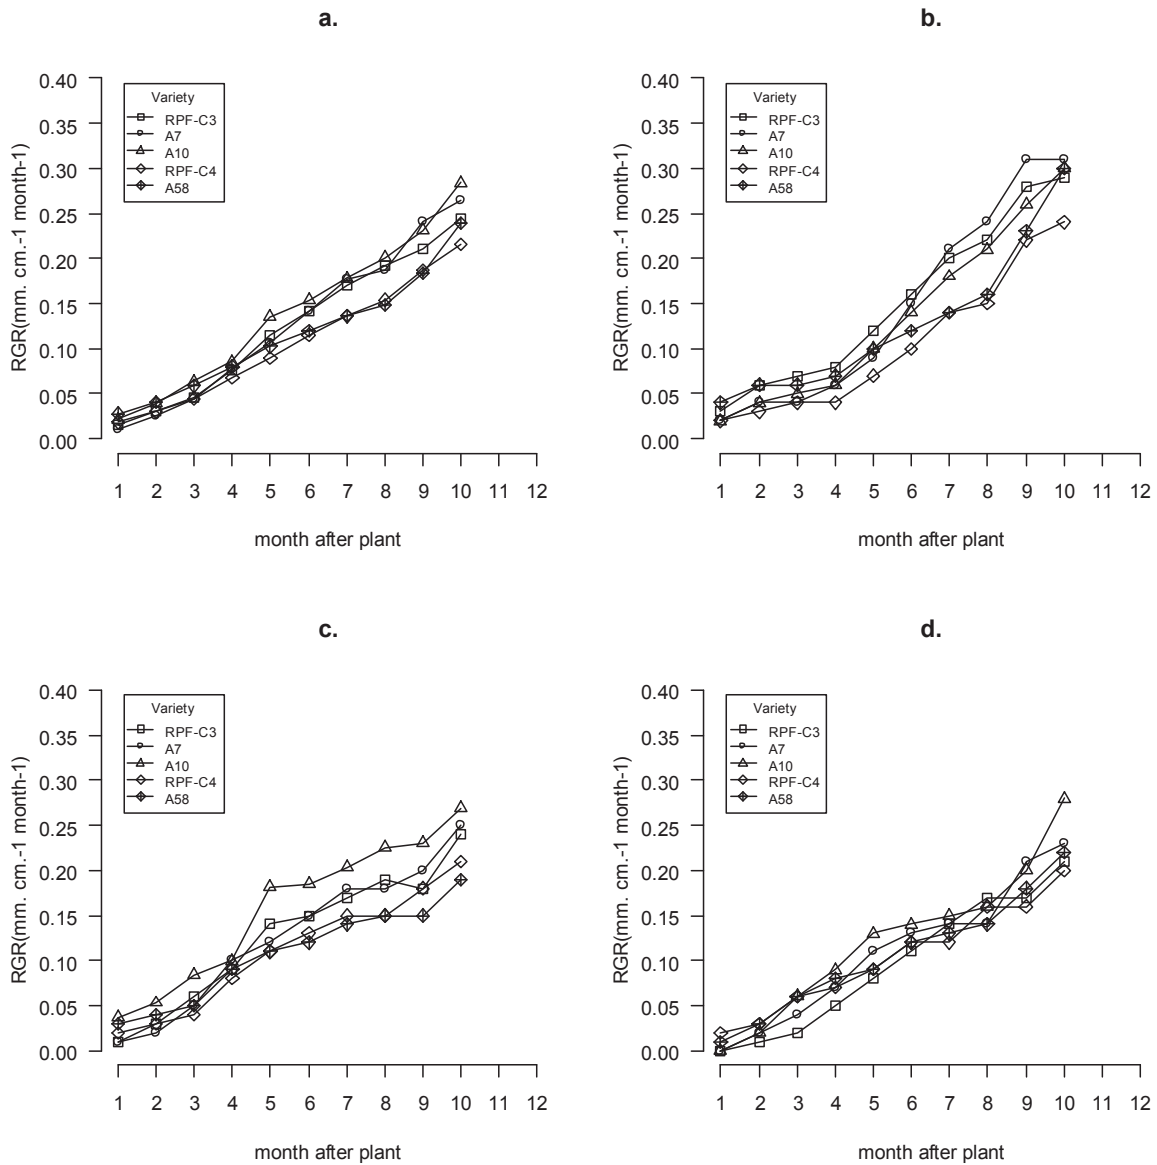 a.
RGR(mm. cm.-1 month-1)
0.40
0.35
0.30
0.25
0.20
0.15
0.10
0.05
0.00
Variety
RPF-C3
A7
A10
RPF-C4
A58
1 2 3 4 5 6 7 8 9 10 11 12
month after plant
b.
RGR(mm. cm.-1 month-1)
0.40
0.35
0.30
0.25
0.20
0.15
0.10
0.05
0.00
Variety
RPF-C3
A7
A10
RPF-C4
A58
1 2 3 4 5 6 7 8 9 10 11 12
month after plant
c.
RGR(mm. cm.-1 month-1)
0.40
0.35
0.30
0.25
0.20
0.15
0.10
0.05
0.00
Variety
RPF-C3
A7
A10
RPF-C4
A58
1 2 3 4 5 6 7 8 9 10 11 12
month after plant
d.
RGR(mm. cm.-1 month-1)
0.40
0.35
0.30
0.25
0.20
0.15
0.10
0.05
0.00
Variety
RPF-C3
A7
A10
RPF-C4
A58
1 2 3 4 5 6 7 8 9 10 11 12
month after plant